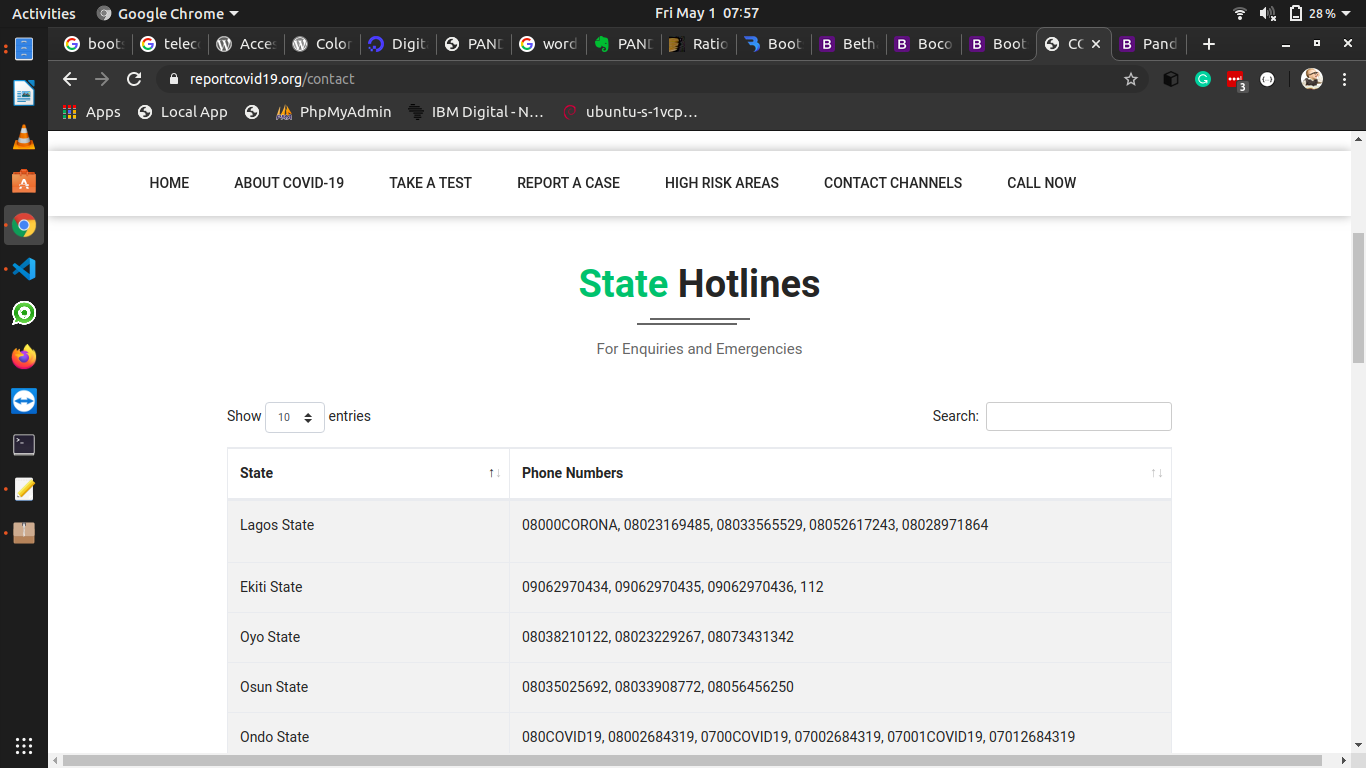 Activities Google Chrome Fri May 1 07:57 28 %
boots telec Acces Color Digit PAND word PAND Ratio Boot Beth Boco Boot CO Pand
reportcovid19.org/contact
3
Apps Local App PhpMyAdmin IBM Digital - N... ubuntu-s-1vcp...
HOME ABOUT COVID-19 TAKE A TEST REPORT A CASE HIGH RISK AREAS CONTACT CHANNELS CALL NOW
State Hotlines
For Enquiries and Emergencies
Show 10 entries Search:
State Phone Numbers
Lagos State 08000CORONA, 08023169485, 08033565529, 08052617243, 08028971864
Ekiti State 09062970434, 09062970435, 09062970436, 112
Oyo State 08038210122, 08023229267, 08073431342
Osun State 08035025692, 08033908772, 08056456250
Ondo State 080COVID19, 08002684319, 0700COVID19, 07002684319, 07001COVID19, 07012684319